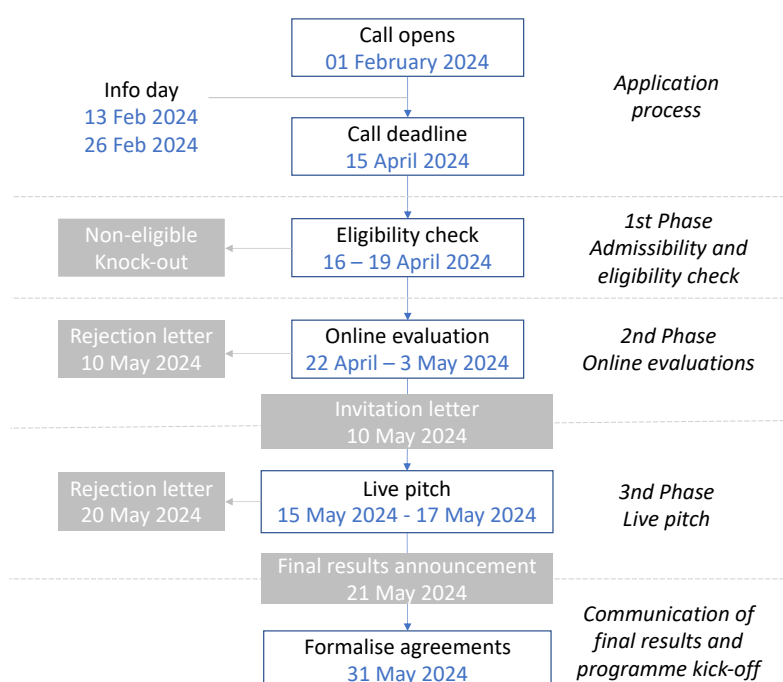 Call opens
01 February 2024
Info day
13 Feb 2024
26 Feb 2024
Application
process
Call deadline
15 April 2024
Non-eligible
Knock-out
Eligibility check
16 – 19 April 2024
1st Phase
Admissibility and
eligibility check
Rejection letter
10 May 2024
Online evaluation
22 April – 3 May 2024
2nd Phase
Online evaluations
Invitation letter
10 May 2024
Rejection letter
20 May 2024
Live pitch
15 May 2024 - 17 May 2024
3nd Phase
Live pitch
Final results announcement
21 May 2024
Formalise agreements
31 May 2024
Communication of
final results and
programme kick-off